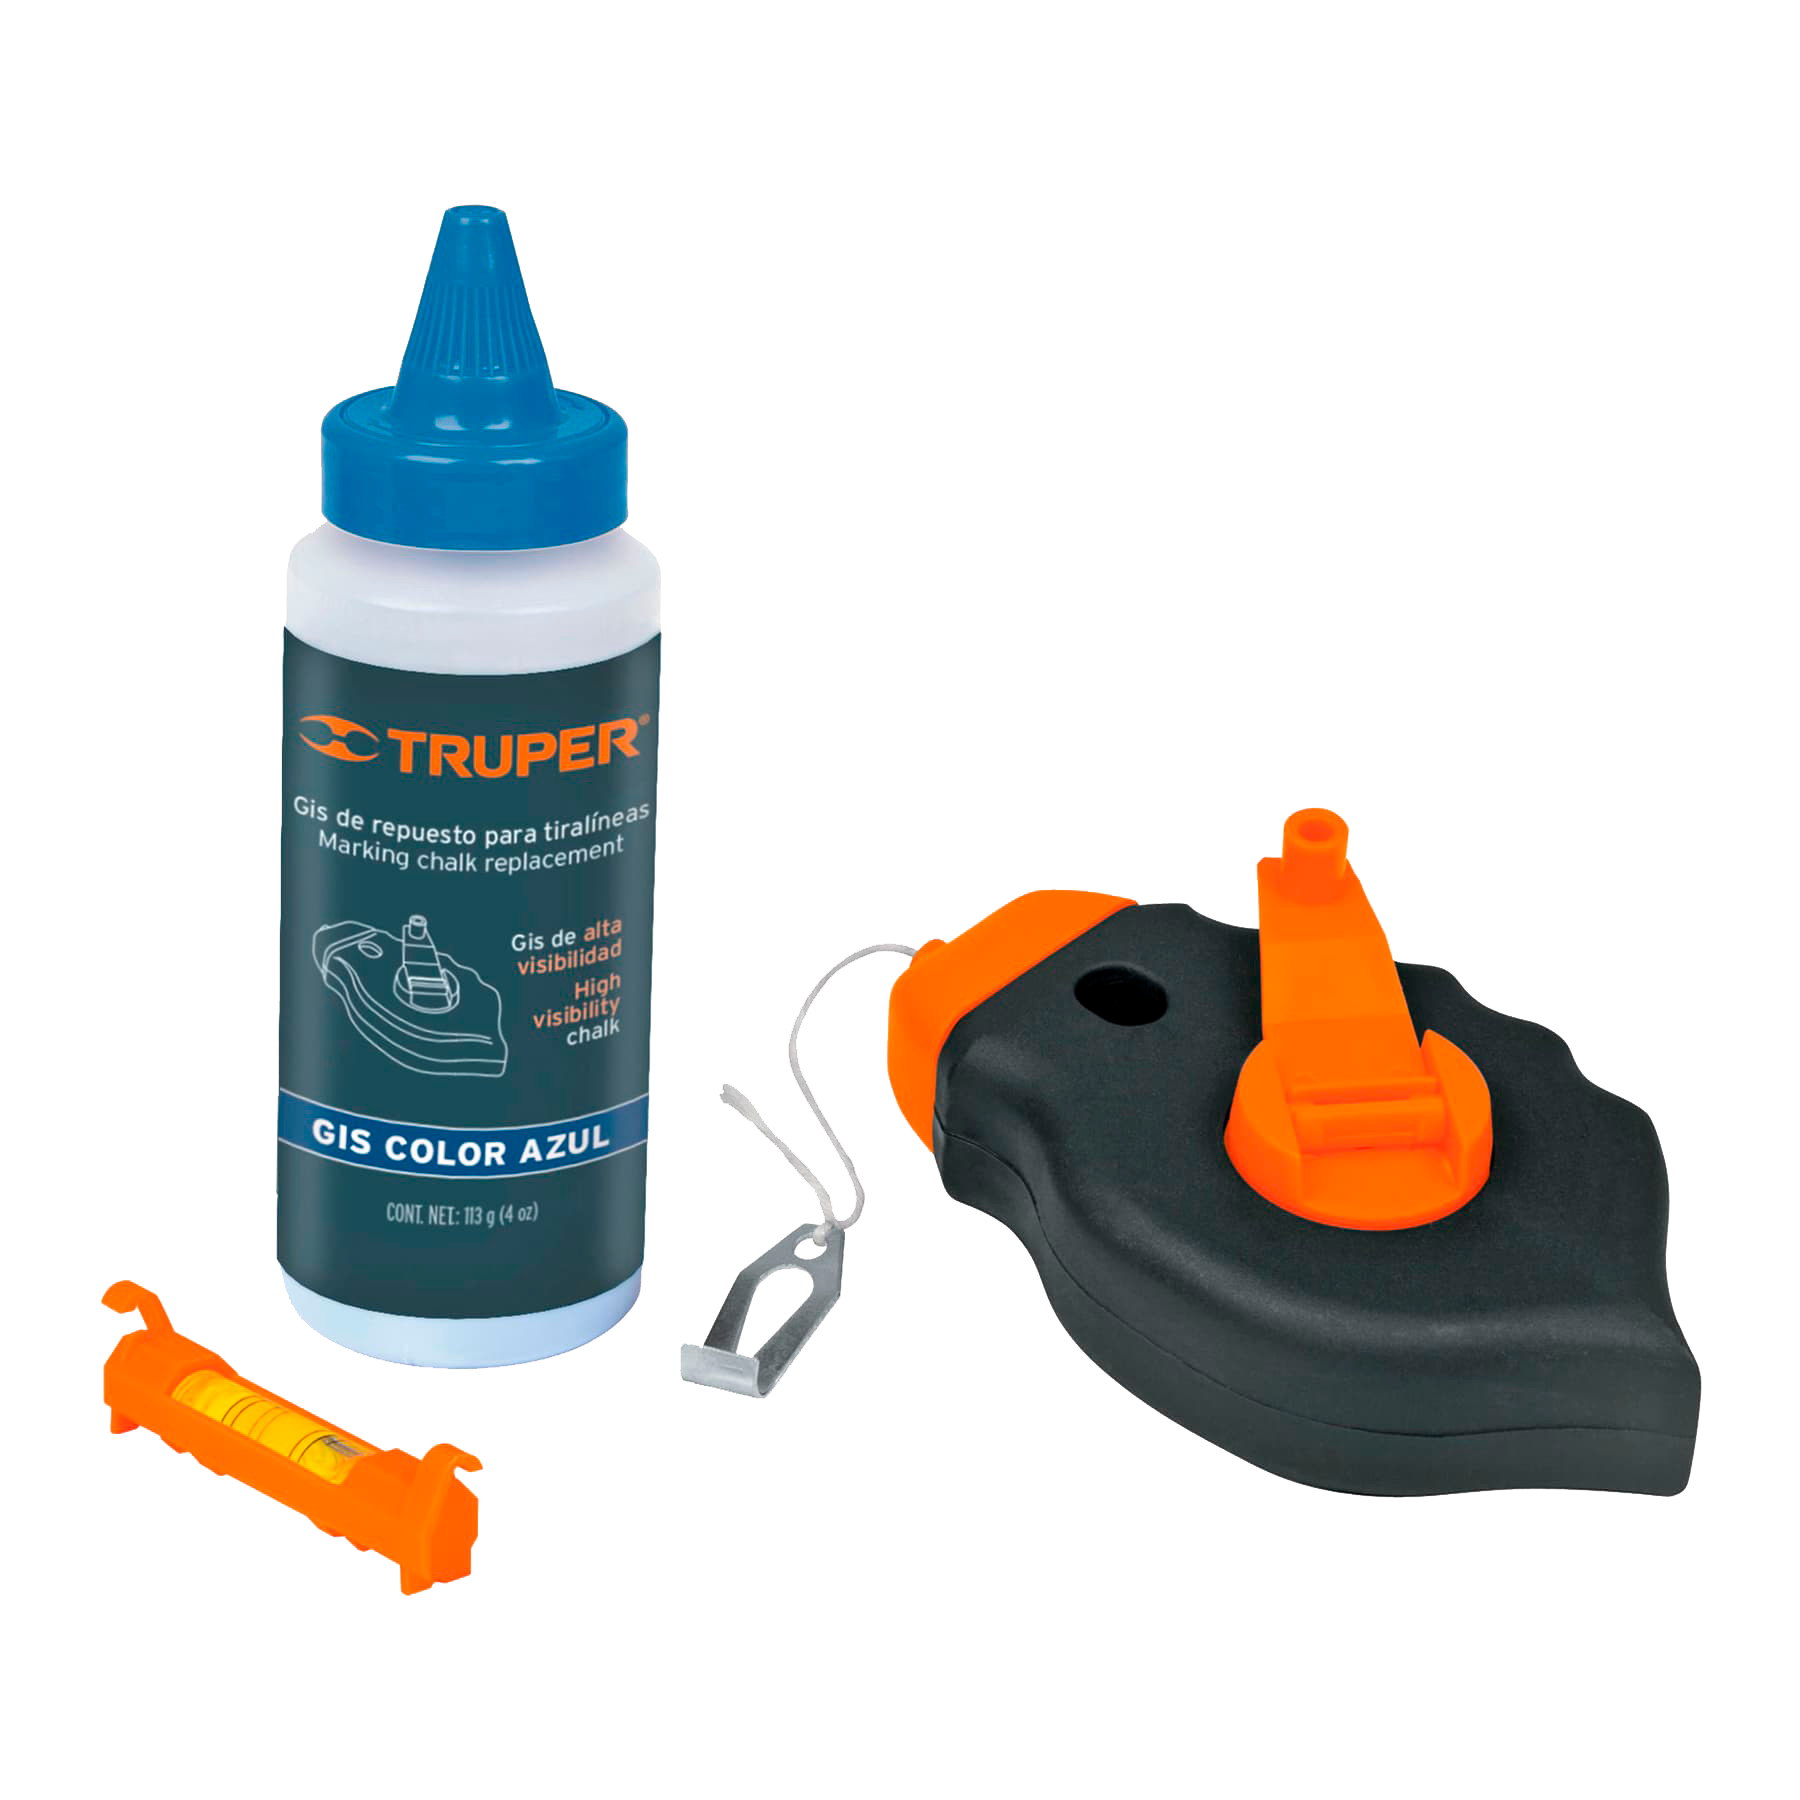 TRUPER®
Gis de repuesto para tiralíneas
Marking chalk replacement
Gis de alta
visibilidad
High
visibility
chalk
GIS COLOR AZUL
CONT. NET.: 113 g (4 oz)